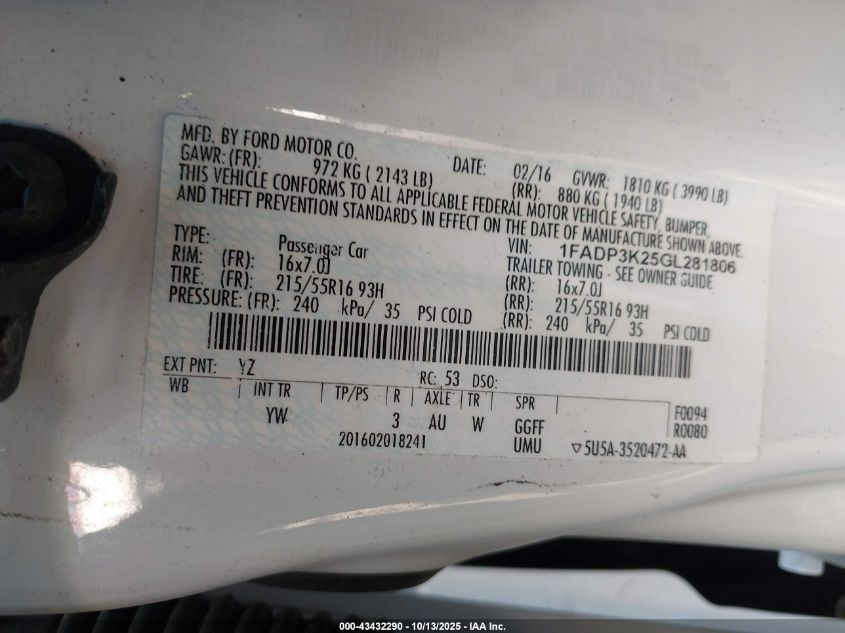 MFD. BY FORD MOTOR CO.
DATE: 02/16 GVWR: 1810 KG ( 3990 LB)
GAWR: (FR): 972 KG ( 2143 LB) (RR): 880 KG ( 1940 LB)
THIS VEHICLE CONFORMS TO ALL APPLICABLE FEDERAL MOTOR VEHICLE SAFETY, BUMPER,
AND THEFT PREVENTION STANDARDS IN EFFECT ON THE DATE OF MANUFACTURE SHOWN ABOVE.
VIN: 1FADP3K25GL281806
TYPE: Passenger Car TRAILER TOWING - SEE OWNER GUIDE
RIM: (FR): 16x7.0J (RR): 16x7.0J
TIRE: (FR): 215/55R16 93H (RR): 215/55R16 93H
PRESSURE: (FR): 240 kPa/ 35 PSI COLD (RR): 240 kPa/ 35 PSI COLD
EXT PNT: YZ RC: 53 DSO:
WB INT TR TP/PS R AXLE TR SPR F0094
YW 3 AU W GGFF R0080
201602018241 UMU ▽5U5A-3520472-AA
000-43432290 - 10/13/2025 - IAA Inc.